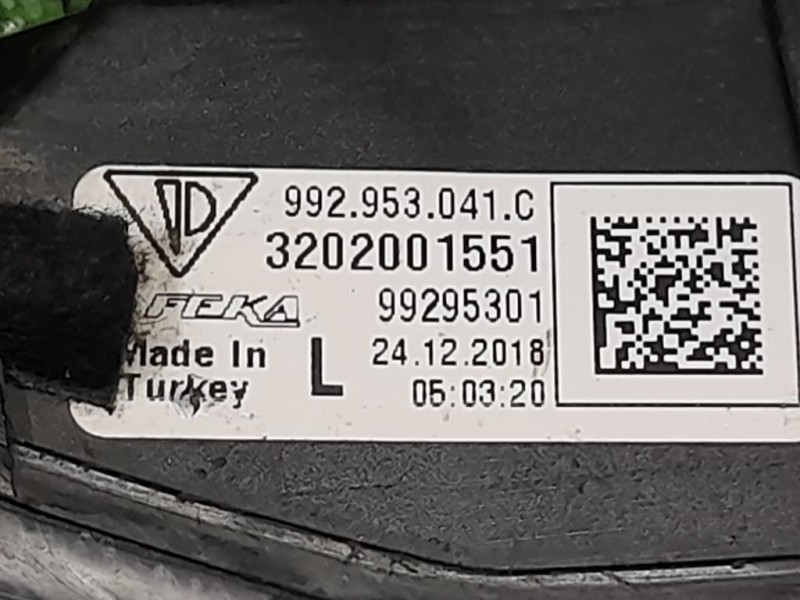 992.953.041.C
3202001551
FEKA 99295301
Made In L 24.12.2018
Turkey 05:03:20